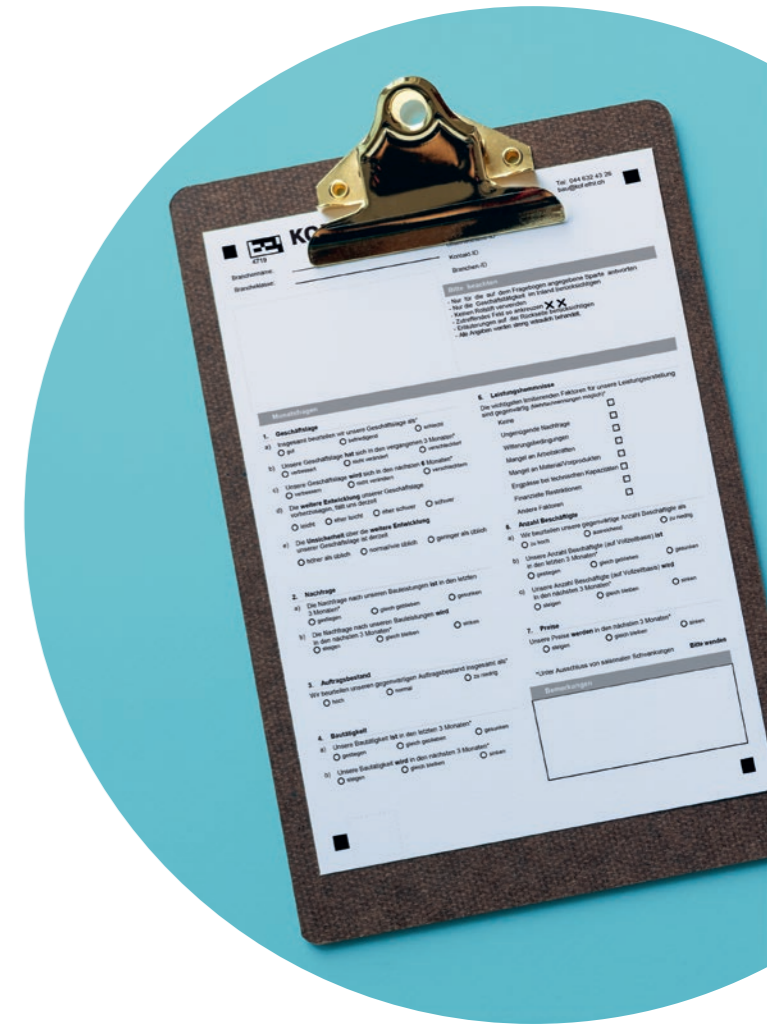 KO
4719
Tel. 044 632 43 26
bau@kof.ethz.ch
Branchenname:
Branchenklasse:
Kontakt-ID
Branchen-ID
Bitte beachten
- Nur für die auf dem Fragebogen angegebene Sparte antworten
- Nur die Geschäftstätigkeit im Inland berücksichtigen
- Keinen Rotstift verwenden
- Zutreffendes Feld so ankreuzen
- Erläuterungen auf der Rückseite berücksichtigen
- Alle Angaben werden streng vertraulich behandelt.
Monatsfragen
1. Geschäftslage
a) Insgesamt beurteilen wir unsere Geschäftslage als*
gut befriedigend schlecht
b) Unsere Geschäftslage hat sich in den vergangenen 3 Monaten*
verbessert nicht verändert verschlechtert
c) Unsere Geschäftslage wird sich in den nächsten 6 Monaten*
verbessern nicht verändern verschlechtern
d) Die weitere Entwicklung unserer Geschäftslage
vorherzusagen, fällt uns derzeit
leicht eher leicht eher schwer schwer
e) Die Unsicherheit über die weitere Entwicklung
unserer Geschäftslage ist derzeit
höher als üblich normal/wie üblich geringer als üblich
2. Nachfrage
a) Die Nachfrage nach unseren Bauleistungen ist in den letzten
3 Monaten*
gestiegen gleich geblieben gesunken
b) Die Nachfrage nach unseren Bauleistungen wird
in den nächsten 3 Monaten*
steigen gleich bleiben sinken
3. Auftragsbestand
Wir beurteilen unseren gegenwärtigen Auftragsbestand insgesamt als*
hoch normal zu niedrig
4. Bautätigkeit
a) Unsere Bautätigkeit ist in den letzten 3 Monaten*
gestiegen gleich geblieben gesunken
b) Unsere Bautätigkeit wird in den nächsten 3 Monaten*
steigen gleich bleiben sinken
5. Leistungshemmnisse
Die wichtigsten limitierenden Faktoren für unsere Leistungserstellung
sind gegenwärtig (Mehrfachnennungen möglich)*
Keine
Ungenügende Nachfrage
Witterungsbedingungen
Mangel an Arbeitskräften
Mangel an Material/Vorprodukten
Engpässe bei technischen Kapazitäten
Finanzielle Restriktionen
Andere Faktoren
6. Anzahl Beschäftigte
a) Wir beurteilen unsere gegenwärtige Anzahl Beschäftigte als
zu hoch ausreichend zu niedrig
b) Unsere Anzahl Beschäftigte (auf Vollzeitbasis) ist
in den letzten 3 Monaten*
gestiegen gleich geblieben gesunken
c) Unsere Anzahl Beschäftigte (auf Vollzeitbasis) wird
in den nächsten 3 Monaten*
steigen gleich bleiben sinken
7. Preise
Unsere Preise werden in den nächsten 3 Monaten*
steigen gleich bleiben sinken
*Unter Ausschluss von saisonalen Schwankungen
Bitte wenden
Bemerkungen